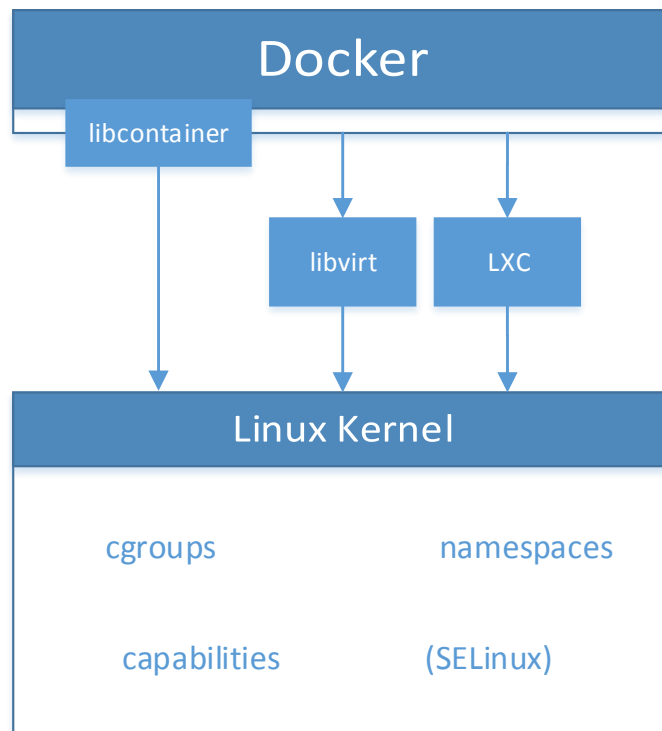 Docker
libcontainer
libvirt LXC
Linux Kernel
cgroups namespaces
capabilities (SELinux)